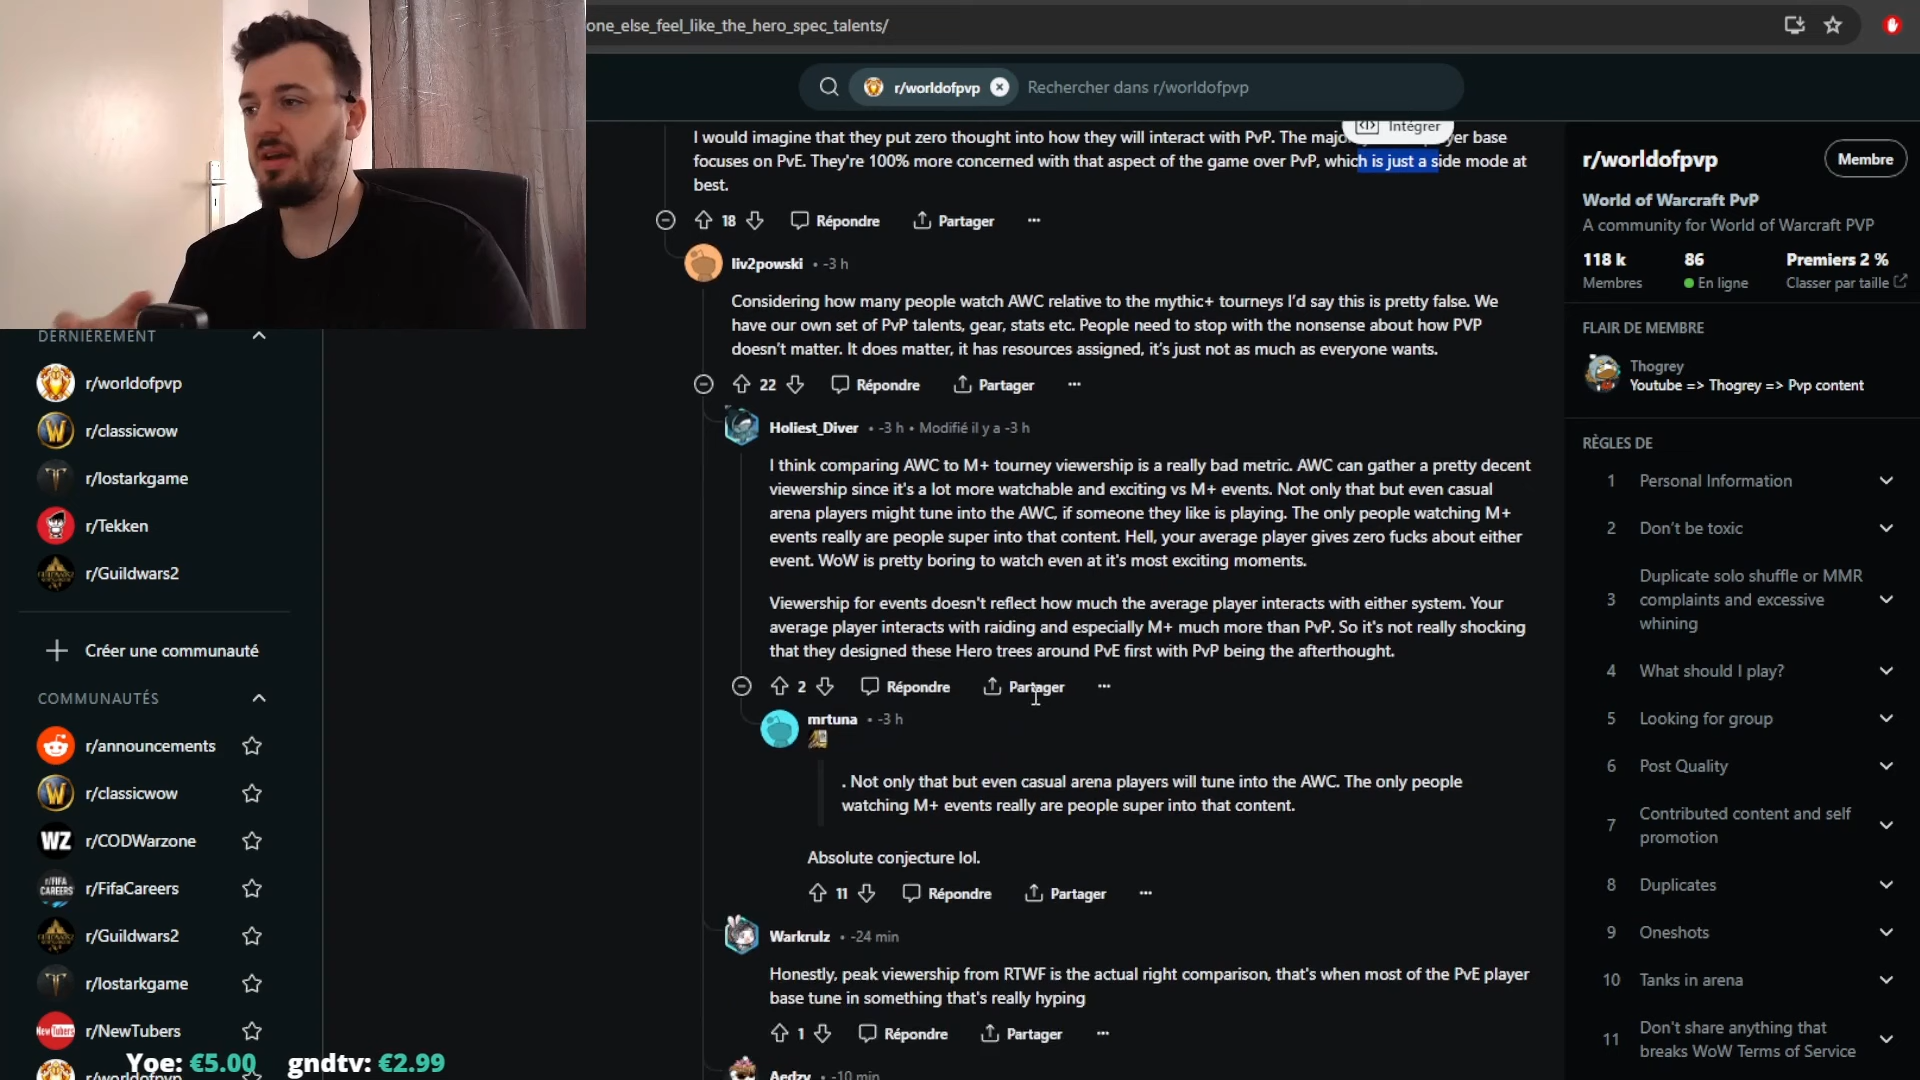 one_else_feel_like_the_hero_spec_talents/
r/worldofpvp
Rechercher dans r/worldofpvp
Intégrer
I would imagine that they put zero thought into how they will interact with PvP. The base
focuses on PvE. They're 100% more concerned with that aspect of the game over PvP, which is just a side mode at
best.
18 Répondre Partager
liv2powski • -3 h
Considering how many people watch AWC relative to the mythic+ tourneys I'd say this is pretty false. We
have our own set of PvP talents, gear, stats etc. People need to stop with the nonsense about how PVP
doesn't matter. It does matter, it has resources assigned, it's just not as much as everyone wants.
22 Répondre Partager
Holiest_Diver • -3 h • Modifié il y a -3 h
I think comparing AWC to M+ tourney viewership is a really bad metric. AWC can gather a pretty decent
viewership since it's a lot more watchable and exciting vs M+ events. Not only that but even casual
arena players might tune into the AWC, if someone they like is playing. The only people watching M+
events really are people super into that content. Hell, your average player gives zero fucks about either
event. WoW is pretty boring to watch even at it's most exciting moments.
Viewership for events doesn't reflect how much the average player interacts with either system. Your
average player interacts with raiding and especially M+ much more than PvP. So it's not really shocking
that they designed these Hero trees around PvE first with PvP being the afterthought.
2 Répondre Partager
mrtuna • -3 h
. Not only that but even casual arena players will tune into the AWC. The only people
watching M+ events really are people super into that content.
Absolute conjecture lol.
11 Répondre Partager
Warkrulz • -24 min
Honestly, peak viewership from RTWF is the actual right comparison, that's when most of the PvE player
base tune in something that's really hyping
1 Répondre Partager
Aedzy • -10 min
DERNIÈREMENT
r/worldofpvp
r/classicwow
r/lostarkgame
r/Tekken
r/Guildwars2
Créer une communauté
COMMUNAUTÉS
r/announcements
r/classicwow
WZ r/CODWarzone
r/FIFA CAREERS r/FifaCareers
r/Guildwars2
r/lostarkgame
New Tubers r/NewTubers
r/worldofpvp
Yoe: €5.00 gndtv: €2.99
r/worldofpvp Membre
World of Warcraft PvP
A community for World of Warcraft PVP
118 k 86 Premiers 2 %
Membres En ligne Classer par taille
FLAIR DE MEMBRE
Thogrey
Youtube => Thogrey => Pvp content
RÈGLES DE
1 Personal Information
2 Don't be toxic
3 Duplicate solo shuffle or MMR
complaints and excessive
whining
4 What should I play?
5 Looking for group
6 Post Quality
7 Contributed content and self
promotion
8 Duplicates
9 Oneshots
10 Tanks in arena
11 Don't share anything that
breaks WoW Terms of Service